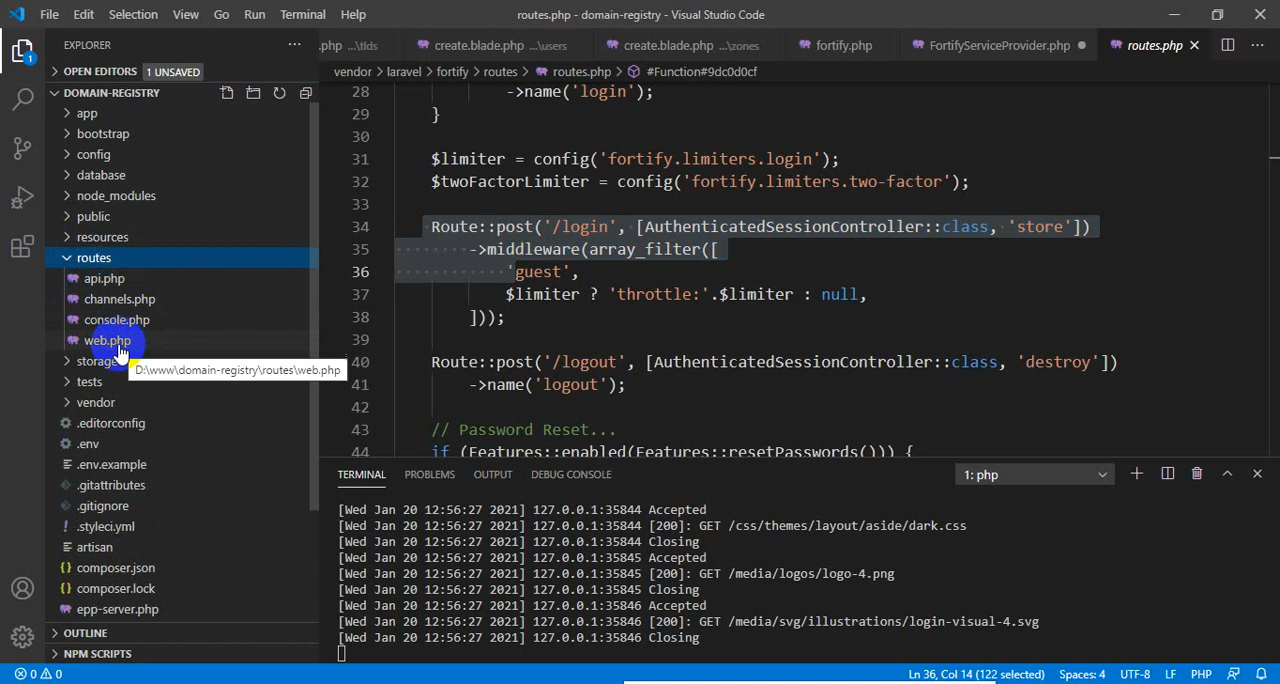 File Edit Selection View Go Run Terminal Help
routes.php - domain-registry - Visual Studio Code
EXPLORER
.php ...\tlds
create.blade.php ...\users
create.blade.php ...\zones
fortify.php
FortifyServiceProvider.php
routes.php
1
OPEN EDITORS 1 UNSAVED
DOMAIN-REGISTRY
app
bootstrap
config
database
node_modules
public
resources
routes
api.php
channels.php
console.php
web.php
D:\www\domain-registry\routes\web.php
storage
tests
vendor
.editorconfig
.env
.env.example
.gitattributes
.gitignore
.styleci.yml
artisan
composer.json
composer.lock
epp-server.php
OUTLINE
NPM SCRIPTS
vendor > laravel > fortify > routes > routes.php > #Function#9dc0d0cf
28 ->name('login');
29 }
30
31 $limiter = config('fortify.limiters.login');
32 $twoFactorLimiter = config('fortify.limiters.two-factor');
33
34 Route::post('/login', [AuthenticatedSessionController::class, 'store'])
35 ->middleware(array_filter([
36 'guest',
37 $limiter ? 'throttle:'.$limiter : null,
38 ]));
39
40 Route::post('/logout', [AuthenticatedSessionController::class, 'destroy'])
41 ->name('logout');
42
43 // Password Reset...
44 if (Features::enabled(Features::resetPasswords())) {
TERMINAL PROBLEMS OUTPUT DEBUG CONSOLE
1: php
[Wed Jan 20 12:56:27 2021] 127.0.0.1:35844 Accepted
[Wed Jan 20 12:56:27 2021] 127.0.0.1:35844 [200]: GET /css/themes/layout/aside/dark.css
[Wed Jan 20 12:56:27 2021] 127.0.0.1:35844 Closing
[Wed Jan 20 12:56:27 2021] 127.0.0.1:35845 Accepted
[Wed Jan 20 12:56:27 2021] 127.0.0.1:35845 [200]: GET /media/logos/logo-4.png
[Wed Jan 20 12:56:27 2021] 127.0.0.1:35845 Closing
[Wed Jan 20 12:56:27 2021] 127.0.0.1:35846 Accepted
[Wed Jan 20 12:56:27 2021] 127.0.0.1:35846 [200]: GET /media/svg/illustrations/login-visual-4.svg
[Wed Jan 20 12:56:27 2021] 127.0.0.1:35846 Closing
0 0
Ln 36, Col 14 (122 selected) Spaces: 4 UTF-8 LF PHP